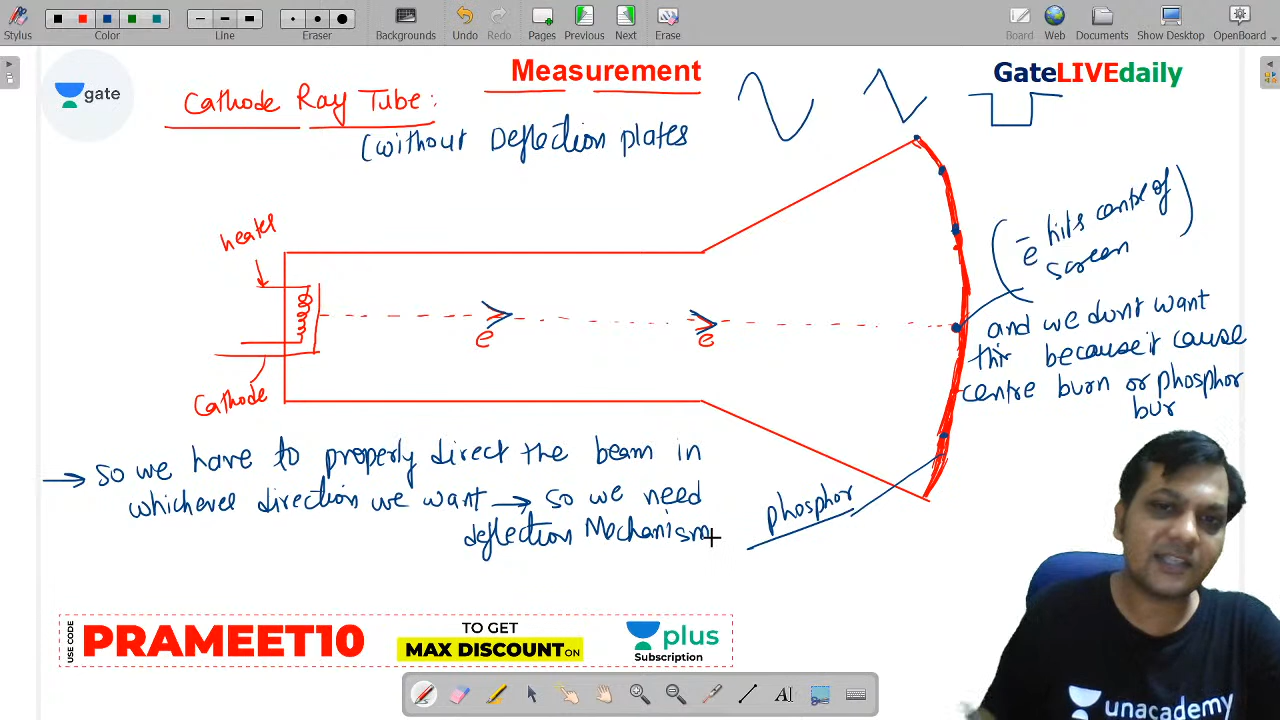 Stylus
Color
Line
Eraser
Backgrounds
Undo
Redo
Pages
Previous
Next
Erase
Board
Web
Documents
Show Desktop
OpenBoard
gate
Measurement
GateLIVEdaily
Cathode Ray Tube:
(without Deflection plates
heater
e
e
Cathode
(e̅ hits centre of
screen)
and we dont want
this because it cause
centre burn or phosphor
bur
phosphor
→ so we have to properly direct the beam in
whichever direction we want → so we need
deflection Mechanism
USE CODE
PRAMEET10
TO GET
MAX DISCOUNT ON
plus
Subscription
unacademy